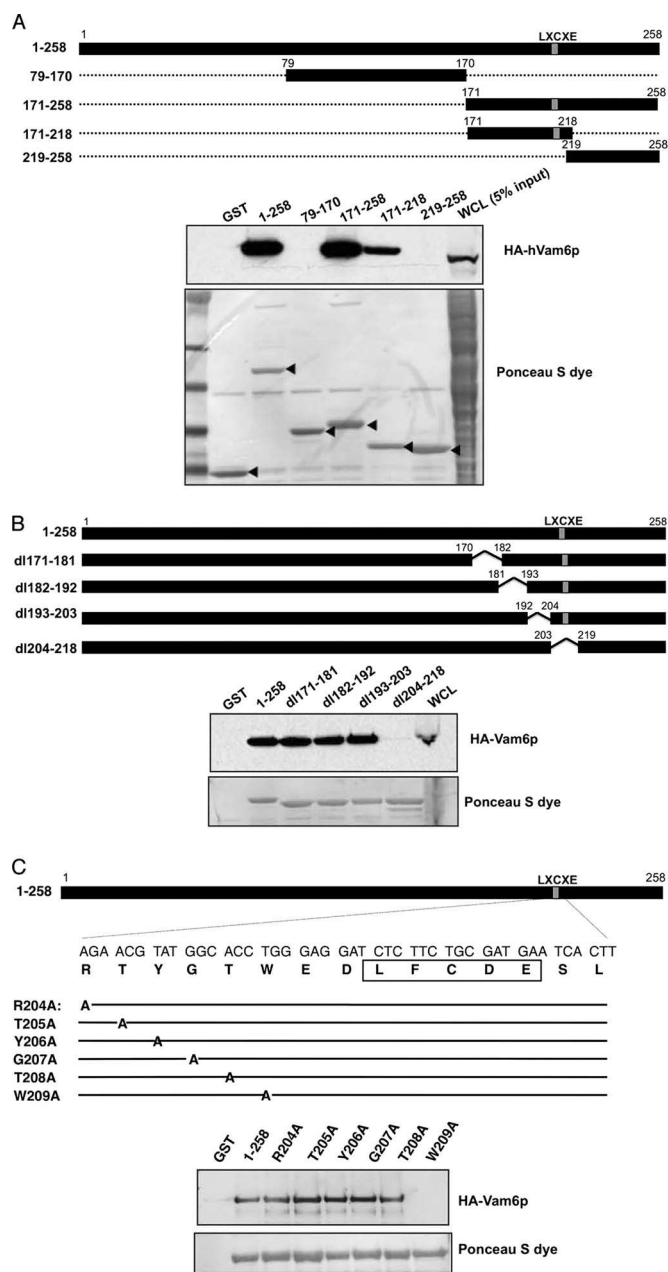 A
1 LXCXE 258
1-258
79 170
79-170
171 258
171-258
171 218
171-218
219 258
219-258
GST 1-258 79-170 171-258 171-218 219-258 WCL (5% input)
HA-hVam6p
Ponceau S dye
B
1 LXCXE 258
1-258
170 182
dl171-181
181 193
dl182-192
192 204
dl193-203
203 219
dl204-218
GST 1-258 dl171-181 dl182-192 dl193-203 dl204-218 WCL
HA-Vam6p
Ponceau S dye
C
1 LXCXE 258
1-258
AGA ACG TAT GGC ACC TGG GAG GAT CTC TTC TGC GAT GAA TCA CTT
R T Y G T W E D L F C D E S L
R204A: A
T205A A
Y206A A
G207A A
T208A A
W209A A
GST 1-258 R204A T205A Y206A G207A T208A W209A
HA-Vam6p
Ponceau S dye